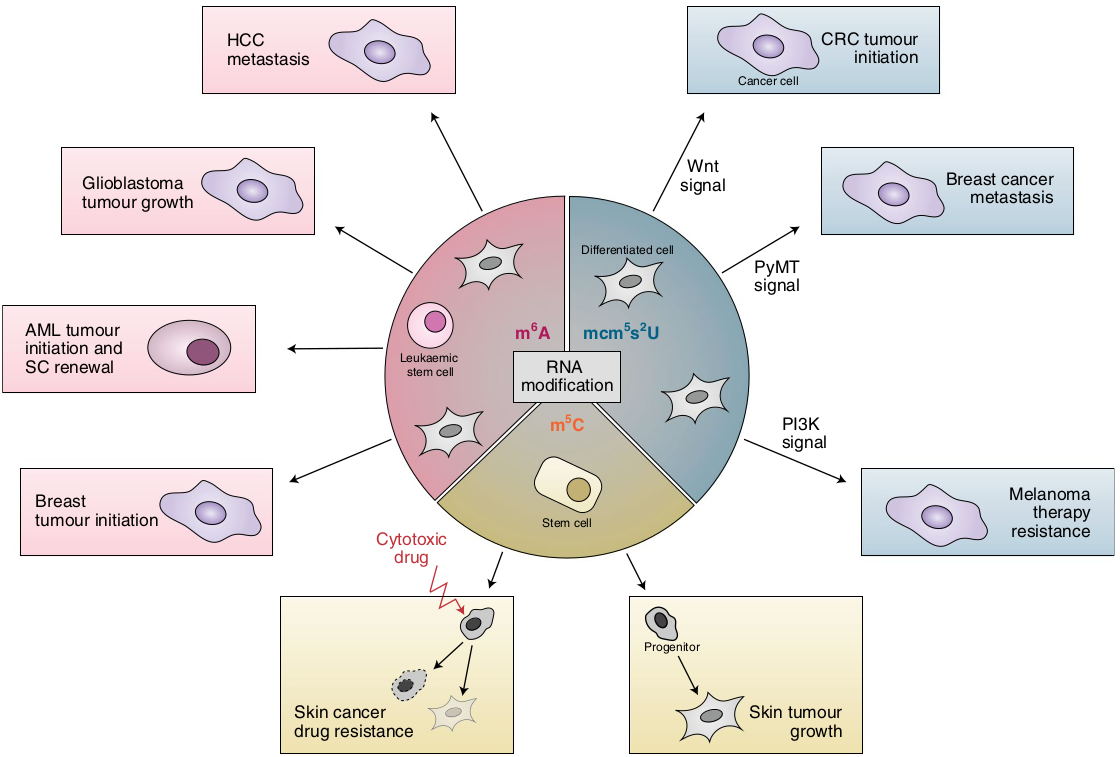 HCC
metastasis
CRC tumour
initiation
Cancer cell
Glioblastoma
tumour growth
Wnt
signal
Breast cancer
metastasis
PyMT
signal
Differentiated cell
AML tumour
initiation and
SC renewal
Leukaemic
stem cell
m⁶A
mcm⁵s²U
RNA
modification
m⁵C
PI3K
signal
Breast
tumour initiation
Stem cell
Melanoma
therapy
resistance
Cytotoxic
drug
Skin cancer
drug resistance
Progenitor
Skin tumour
growth